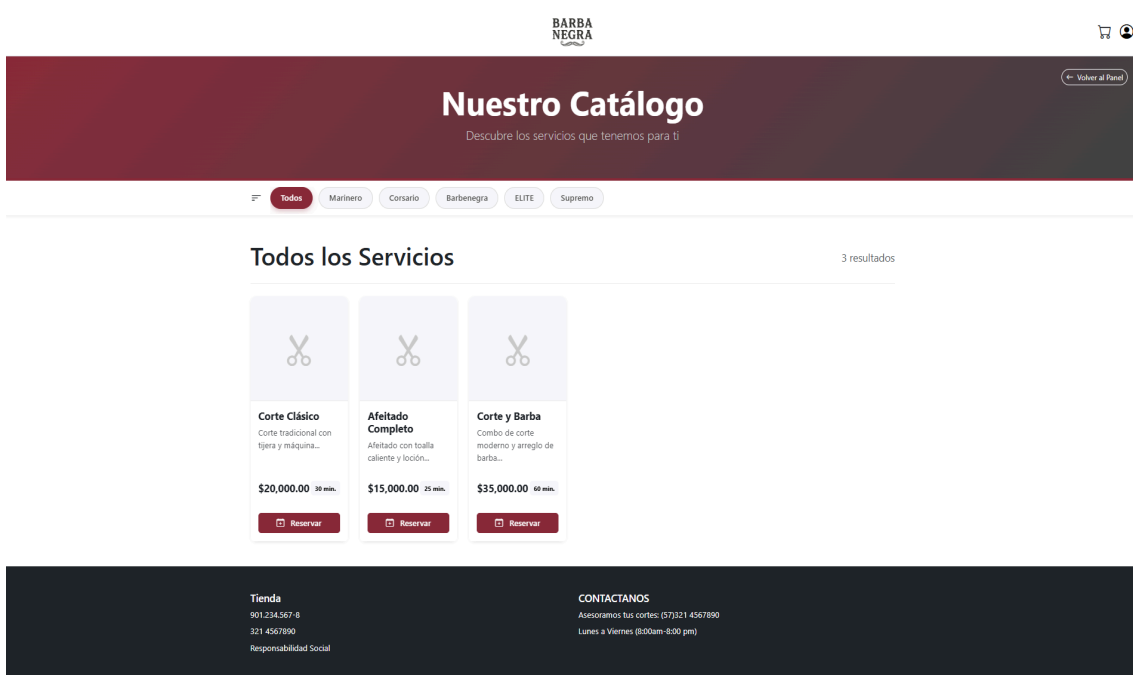 BARBA
NEGRA
← Volver al Panel
Nuestro Catálogo
Descubre los servicios que tenemos para ti
Todos Marinero Corsario Barbenegra ELITE Supremo
Todos los Servicios
3 resultados
Corte Clásico
Corte tradicional con
tijera y máquina...
$20,000.00 30 min.
Reservar
Afeitado
Completo
Afeitado con toalla
caliente y loción...
$15,000.00 25 min.
Reservar
Corte y Barba
Combo de corte
moderno y arreglo de
barba...
$35,000.00 60 min.
Reservar
Tienda
901.234.567-8
321 4567890
Responsabilidad Social
CONTACTANOS
Asesoramos tus cortes: (57)321 4567890
Lunes a Viernes (8:00am-8:00 pm)